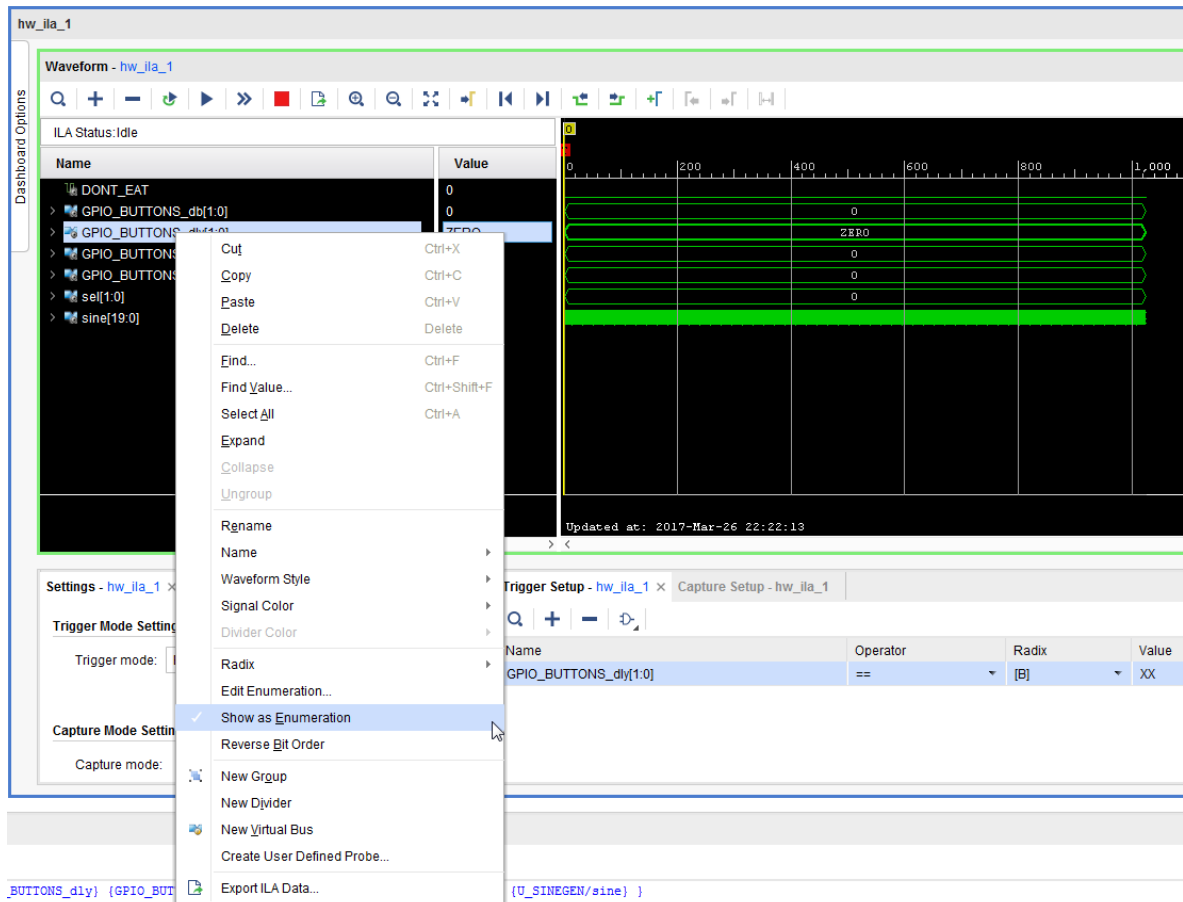 hw_ila_1
Dashboard Options
Waveform - hw_ila_1
ILA Status:Idle
Name Value
DONT_EAT 0
GPIO_BUTTONS_db[1:0] 0
GPIO_BUTTONS_dly[1:0] ZERO
GPIO_BUTTONS
GPIO_BUTTONS
sel[1:0]
sine[19:0]
0
0 200 400 600 800 1,000
0
ZERO
0
0
0
Updated at: 2017-Mar-26 22:22:13
Cut Ctrl+X
Copy Ctrl+C
Paste Ctrl+V
Delete Delete
Find... Ctrl+F
Find Value... Ctrl+Shift+F
Select All Ctrl+A
Expand
Collapse
Ungroup
Rename
Name
Waveform Style
Signal Color
Divider Color
Radix
Edit Enumeration...
Show as Enumeration
Reverse Bit Order
New Group
New Divider
New Virtual Bus
Create User Defined Probe...
Export ILA Data...
Settings - hw_ila_1
Trigger Mode Setting
Trigger mode:
Capture Mode Settin
Capture mode:
Trigger Setup - hw_ila_1 Capture Setup - hw_ila_1
Name Operator Radix Value
GPIO_BUTTONS_dly[1:0] == [B] XX
_BUTTONS_dly} {GPIO_BUT {U_SINEGEN/sine} }